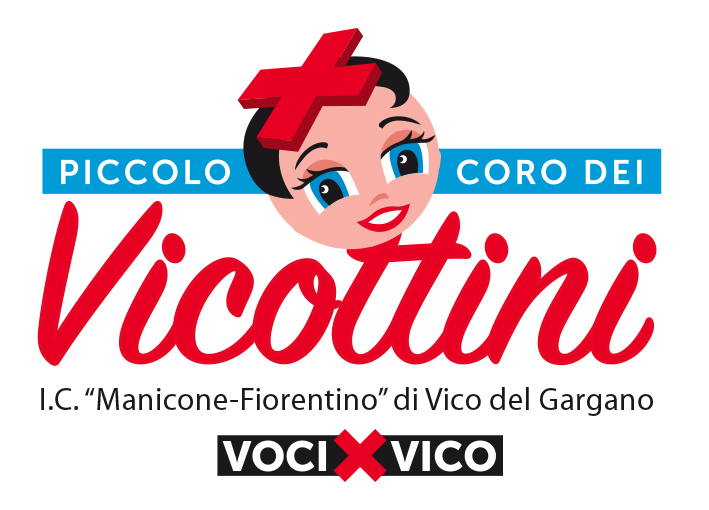 PICCOLO CORO DEI
Vicottini
I.C. “Manicone-Fiorentino” di Vico del Gargano
VOCI X VICO